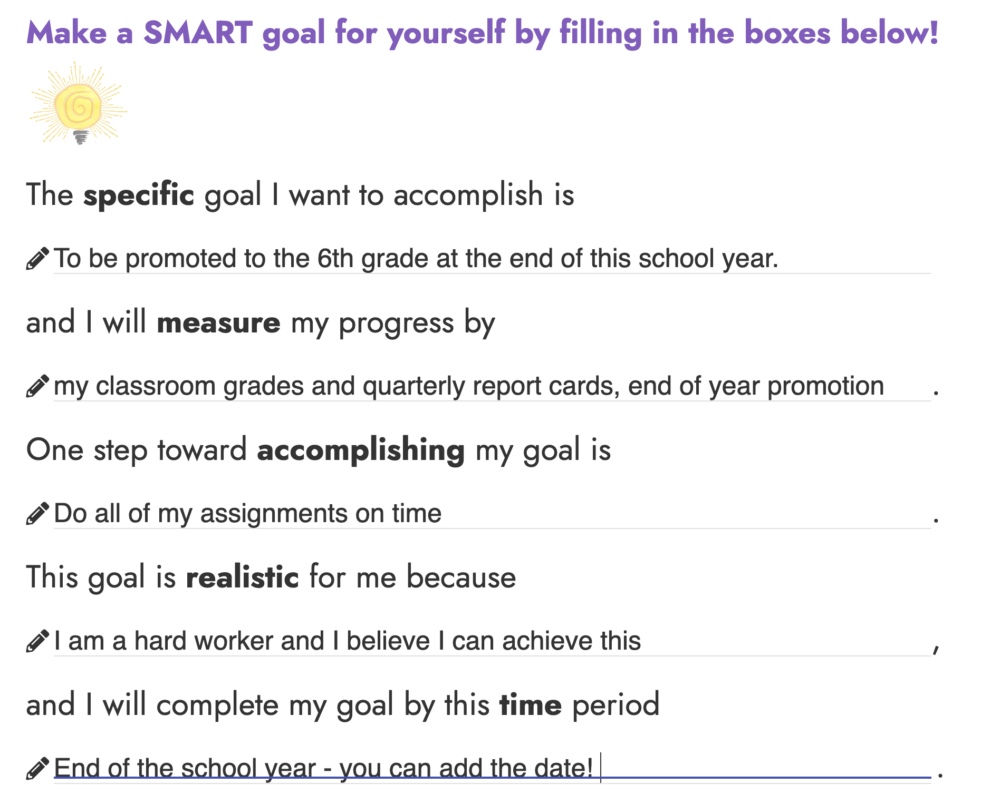 Make a SMART goal for yourself by filling in the boxes below!
The specific goal I want to accomplish is
To be promoted to the 6th grade at the end of this school year.
and I will measure my progress by
my classroom grades and quarterly report cards, end of year promotion .
One step toward accomplishing my goal is
Do all of my assignments on time .
This goal is realistic for me because
I am a hard worker and I believe I can achieve this ,
and I will complete my goal by this time period
End of the school year - you can add the date! .